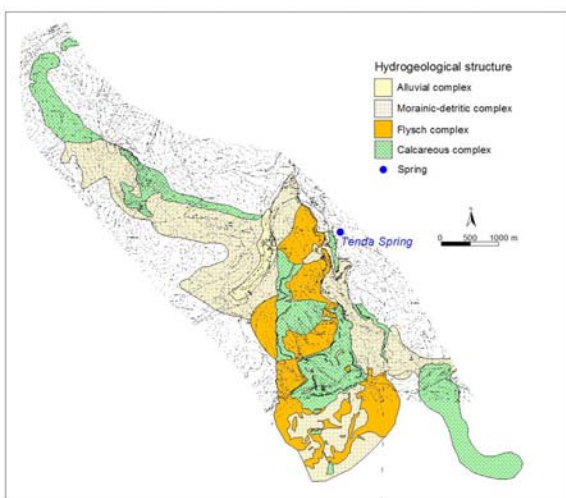 Hydrogeological structure
Alluvial complex
Morainic-detritic complex
Flysch complex
Calcareous complex
Spring
Tenda Spring
N
0 500 1000 m